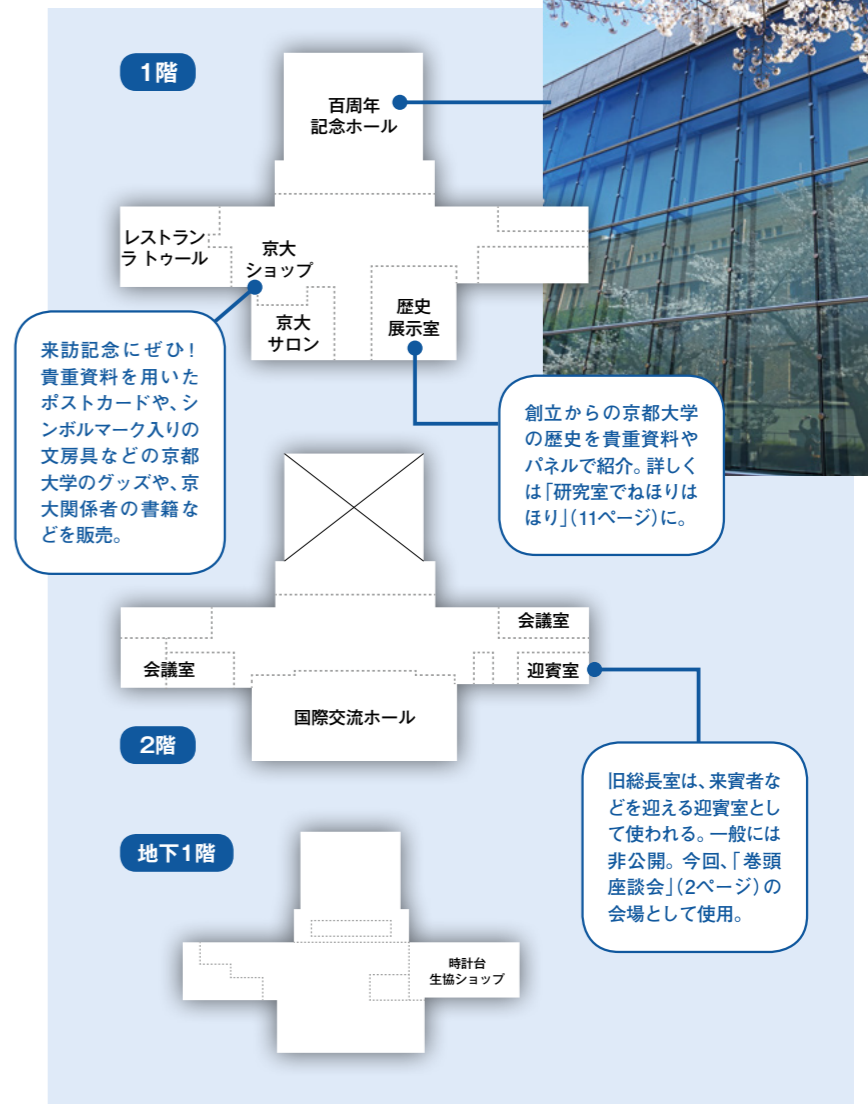 1階
百周年
記念ホール
レストラン
ラ トゥール
京大
ショップ
京大
サロン
歴史
展示室
来訪記念にぜひ！
貴重資料を用いた
ポストカードや、シ
ンボルマーク入りの
文房具などの京都
大学のグッズや、京
大関係者の書籍な
どを販売。
創立からの京都大学
の歴史を貴重資料や
パネルで紹介。詳しく
は「研究室でねほりは
ほり」（11ページ）に。
会議室
会議室
迎賓室
国際交流ホール
2階
旧総長室は、来賓者な
どを迎える迎賓室とし
て使われる。一般には
非公開。今回、「巻頭
座談会」（2ページ）の
会場として使用。
地下1階
時計台
生協ショップ